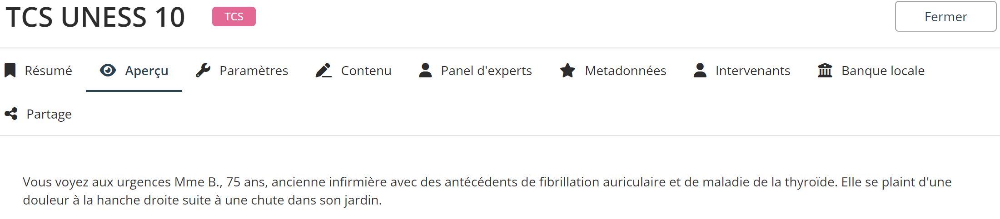 TCS UNESS 10 TCS Fermer
Résumé Aperçu Paramètres Contenu Panel d'experts Metadonnées Intervenants Banque locale
Partage
Vous voyez aux urgences Mme B., 75 ans, ancienne infirmière avec des antécédents de fibrillation auriculaire et de maladie de la thyroïde. Elle se plaint d'une
douleur à la hanche droite suite à une chute dans son jardin.